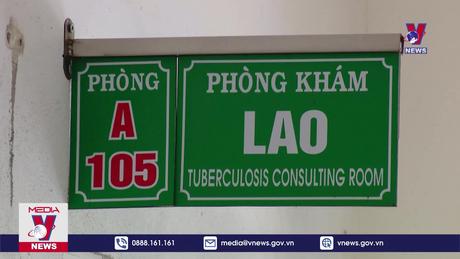 V
NEWS
PHÒNG
A
105
PHÒNG KHÁM
LAO
TUBERCULOSIS CONSULTING ROOM
MEDIA
V
NEWS
0888.161.161
media@vnews.gov.vn
vnews.gov.vn